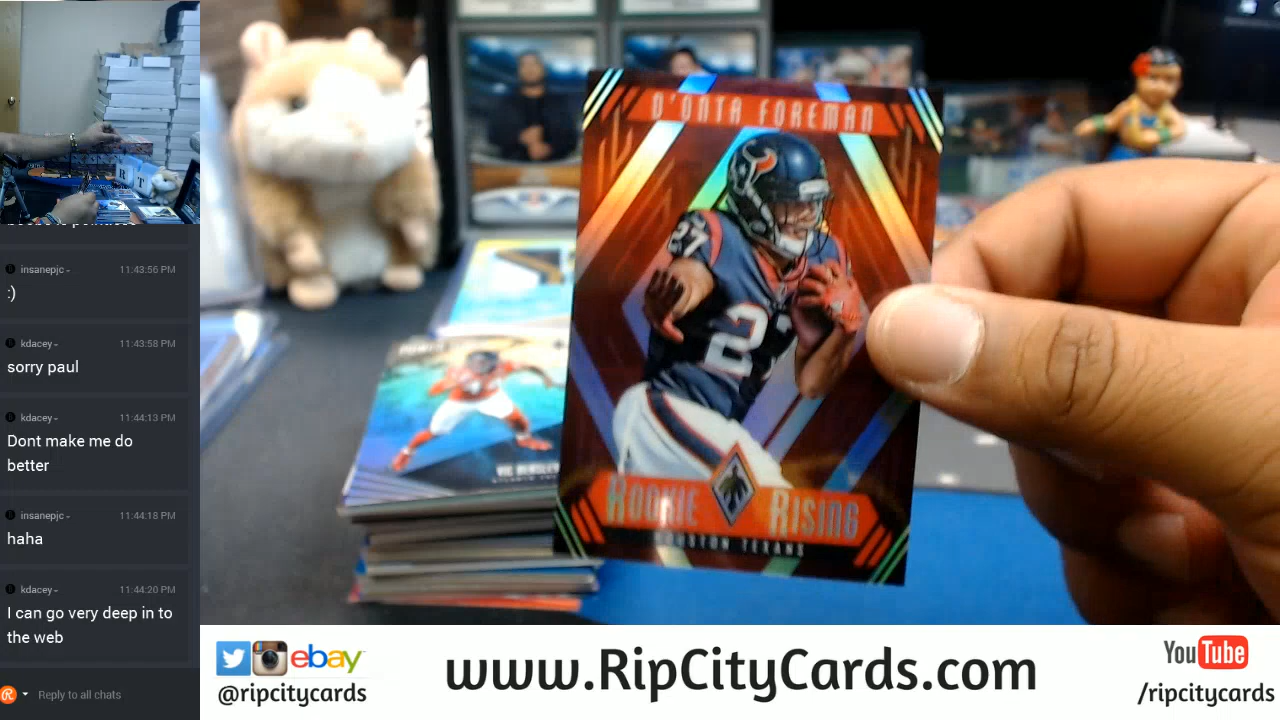 insanepjc
11:43:56 PM
:)
kdacey
11:43:58 PM
sorry paul
kdacey
11:44:13 PM
Dont make me do
better
insanepjc
11:44:18 PM
haha
kdacey
11:44:20 PM
I can go very deep in to
the web
Reply to all chats
D'ONTA FOREMAN
27
ROOKIE RISING
HOUSTON TEXANS
ebay
@ripcitycards
www.RipCityCards.com
YouTube
/ripcitycards